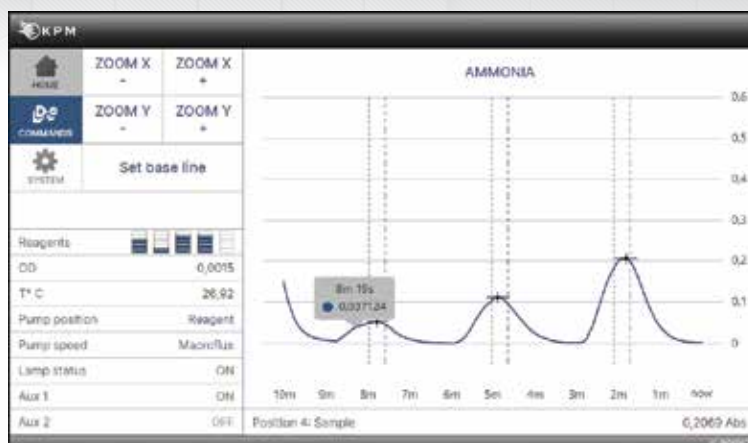 KPM
HOME
ZOOM X
-
ZOOM X
+
COMMANDS
ZOOM Y
-
ZOOM Y
+
SYSTEM
Set base line
Reagents
OD 0,0015
T° C 26,92
Pump position Reagent
Pump speed Macroflux
Lamp status ON
Aux 1 ON
Aux 2 OFF
AMMONIA
0,6
0,5
0,4
0,3
0,2
0,1
0
8m 19s
10m 9m 8m 7m 6m 5m 4m 3m 2m 1m now
Position 4: Sample 0,2069 Abs